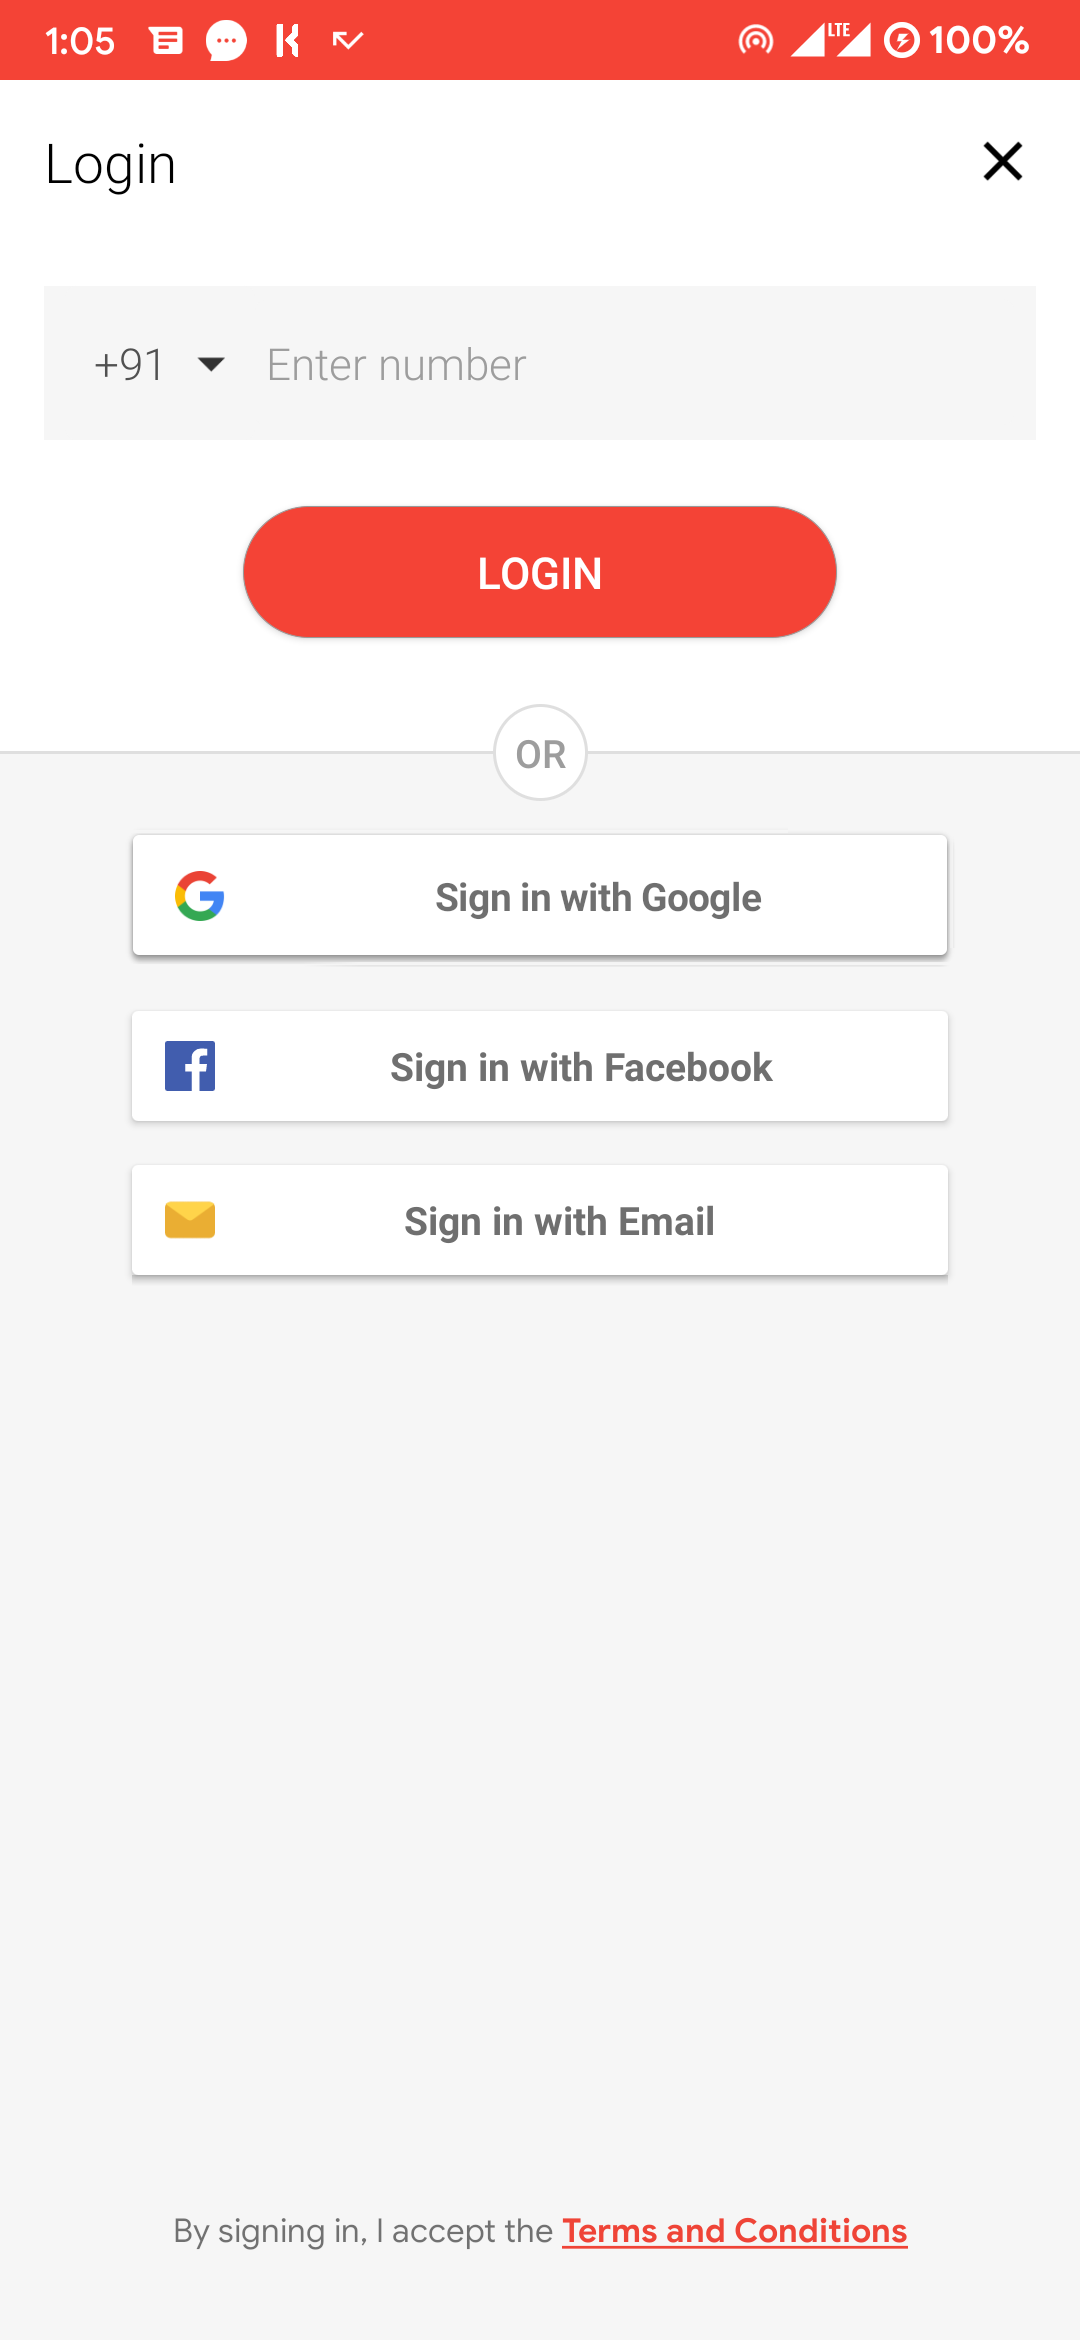 1:05 LTE 100%
Login
+91 Enter number
LOGIN
OR
Sign in with Google
Sign in with Facebook
Sign in with Email
By signing in, I accept the Terms and Conditions